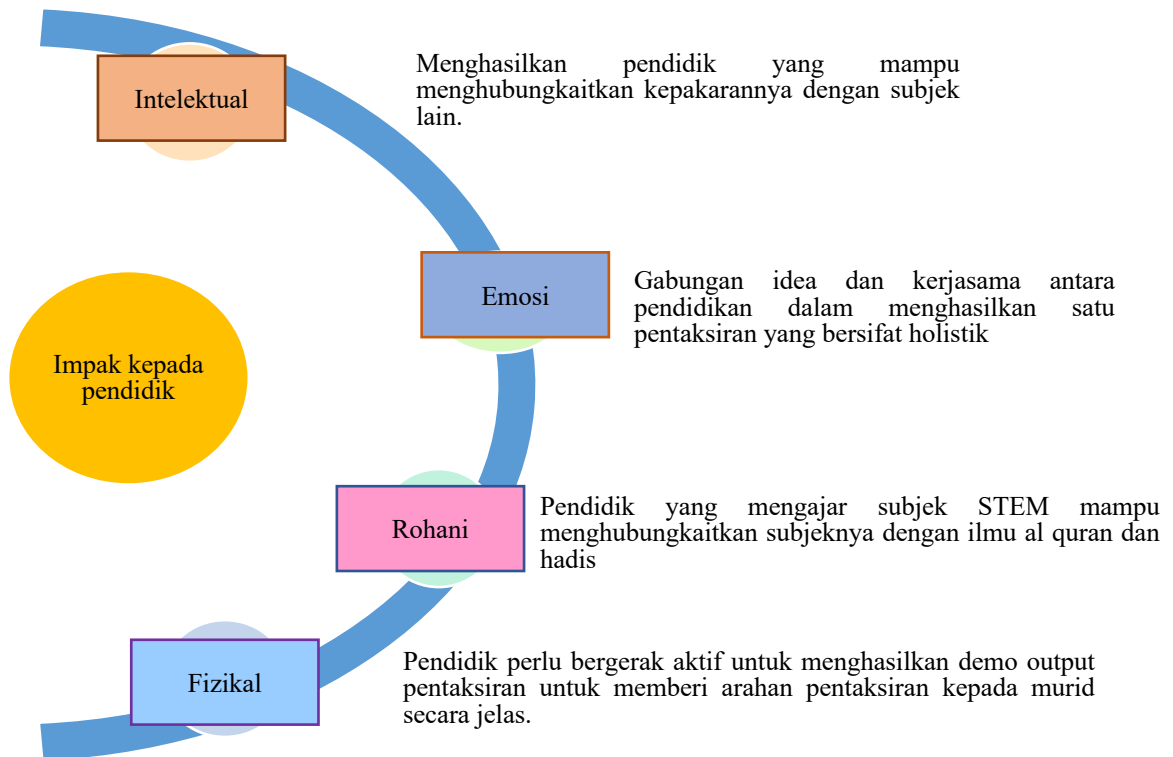 Intelektual
Menghasilkan pendidik yang mampu
menghubungkaitkan kepakarannya dengan subjek
lain.
Emosi
Gabungan idea dan kerjasama antara
pendidikan dalam menghasilkan satu
pentaksiran yang bersifat holistik
Impak kepada
pendidik
Rohani
Pendidik yang mengajar subjek STEM mampu
menghubungkaitkan subjeknya dengan ilmu al quran dan
hadis
Fizikal
Pendidik perlu bergerak aktif untuk menghasilkan demo output
pentaksiran untuk memberi arahan pentaksiran kepada murid
secara jelas.